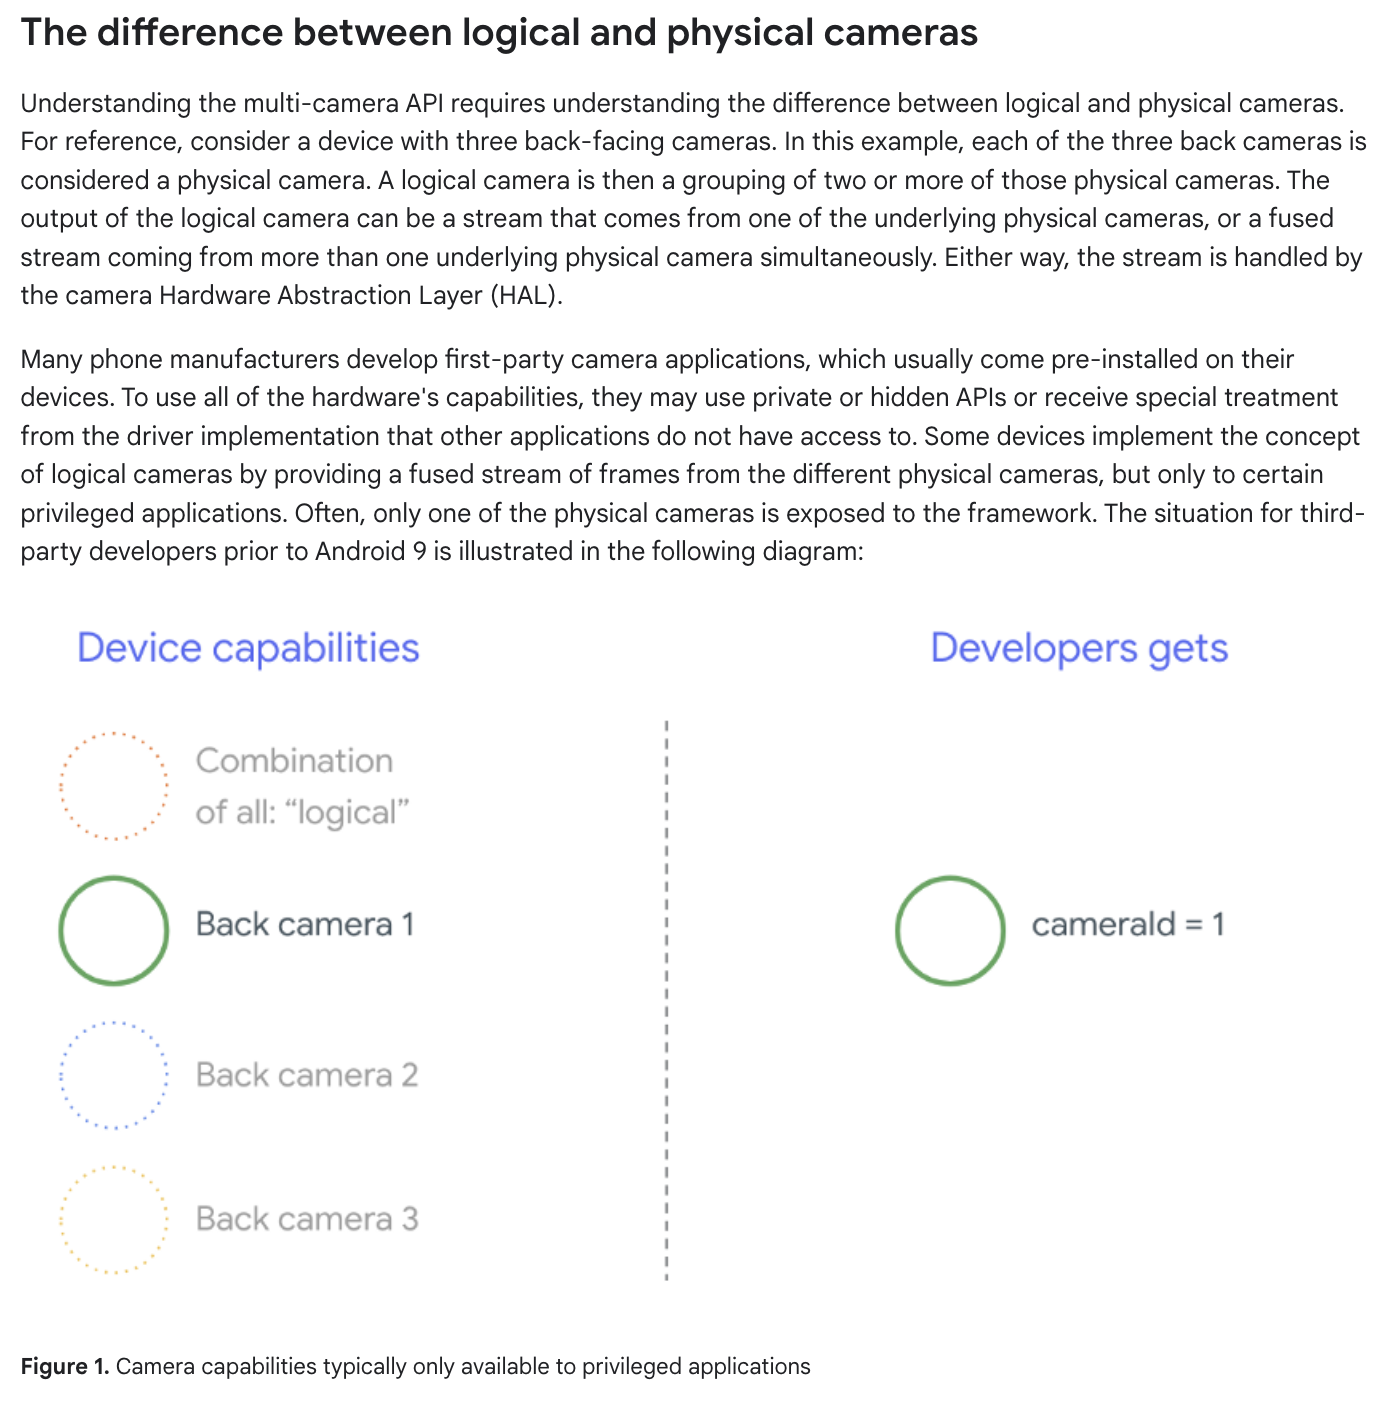 The difference between logical and physical cameras
Understanding the multi-camera API requires understanding the difference between logical and physical cameras.
For reference, consider a device with three back-facing cameras. In this example, each of the three back cameras is
considered a physical camera. A logical camera is then a grouping of two or more of those physical cameras. The
output of the logical camera can be a stream that comes from one of the underlying physical cameras, or a fused
stream coming from more than one underlying physical camera simultaneously. Either way, the stream is handled by
the camera Hardware Abstraction Layer (HAL).
Many phone manufacturers develop first-party camera applications, which usually come pre-installed on their
devices. To use all of the hardware's capabilities, they may use private or hidden APIs or receive special treatment
from the driver implementation that other applications do not have access to. Some devices implement the concept
of logical cameras by providing a fused stream of frames from the different physical cameras, but only to certain
privileged applications. Often, only one of the physical cameras is exposed to the framework. The situation for third-
party developers prior to Android 9 is illustrated in the following diagram:
Device capabilities
Developers gets
Combination
of all: “logical”
Back camera 1
cameraId = 1
Back camera 2
Back camera 3
Figure 1. Camera capabilities typically only available to privileged applications